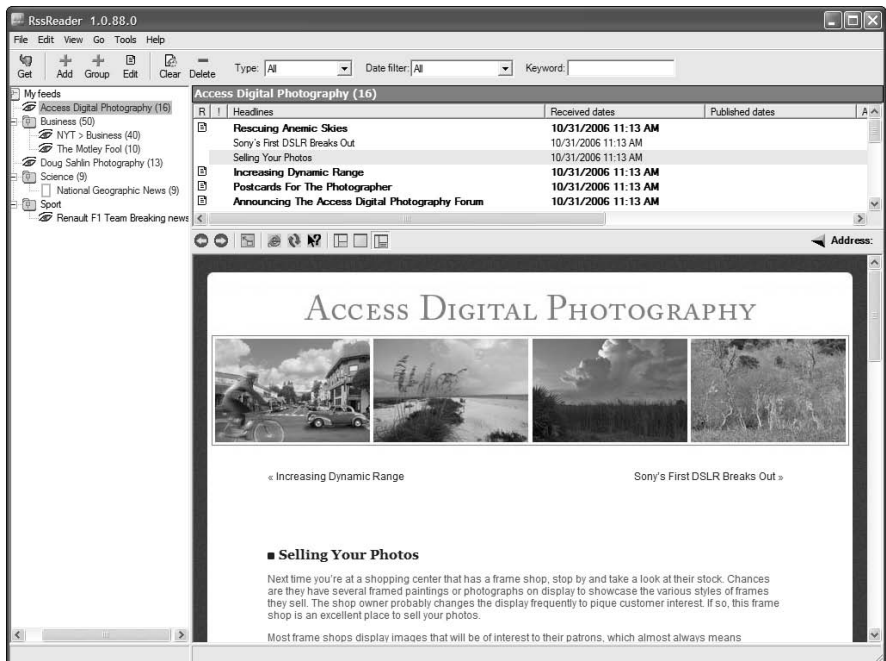 RssReader 1.0.88.0
File Edit View Go Tools Help
Get Add Group Edit Clear Delete Type: All Date filter: All Keyword:
My feeds
Access Digital Photography (16)
Business (50)
NYT > Business (40)
The Motley Fool (10)
Doug Sahlin Photography (13)
Science (9)
National Geographic News (9)
Sport
Renault F1 Team Breaking news
Access Digital Photography (16)
R ! Headlines Received dates Published dates A
Rescuing Anemic Skies 10/31/2006 11:13 AM
Sony's First DSLR Breaks Out 10/31/2006 11:13 AM
Selling Your Photos 10/31/2006 11:13 AM
Increasing Dynamic Range 10/31/2006 11:13 AM
Postcards For The Photographer 10/31/2006 11:13 AM
Announcing The Access Digital Photography Forum 10/31/2006 11:13 AM
Address:
Access Digital Photography
« Increasing Dynamic Range Sony's First DSLR Breaks Out »
Selling Your Photos
Next time you're at a shopping center that has a frame shop, stop by and take a look at their stock. Chances
are they have several framed paintings or photographs on display to showcase the various styles of frames
they sell. The shop owner probably changes the display frequently to pique customer interest. If so, this frame
shop is an excellent place to sell your photos.
Most frame shops display images that will be of interest to their patrons, which almost always means